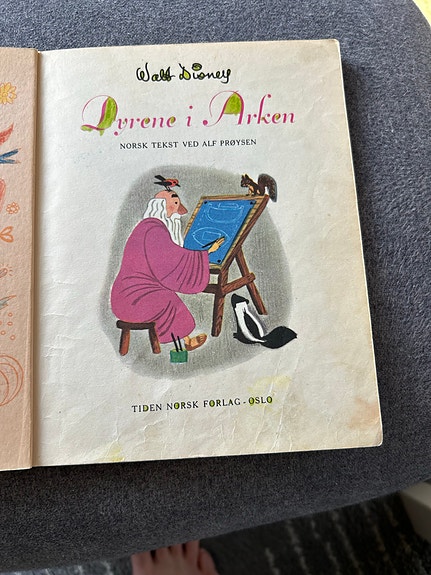 Walt Disney
Dyrene i Arken
NORSK TEKST VED ALF PRØYSEN
TIDEN NORSK FORLAG - OSLO